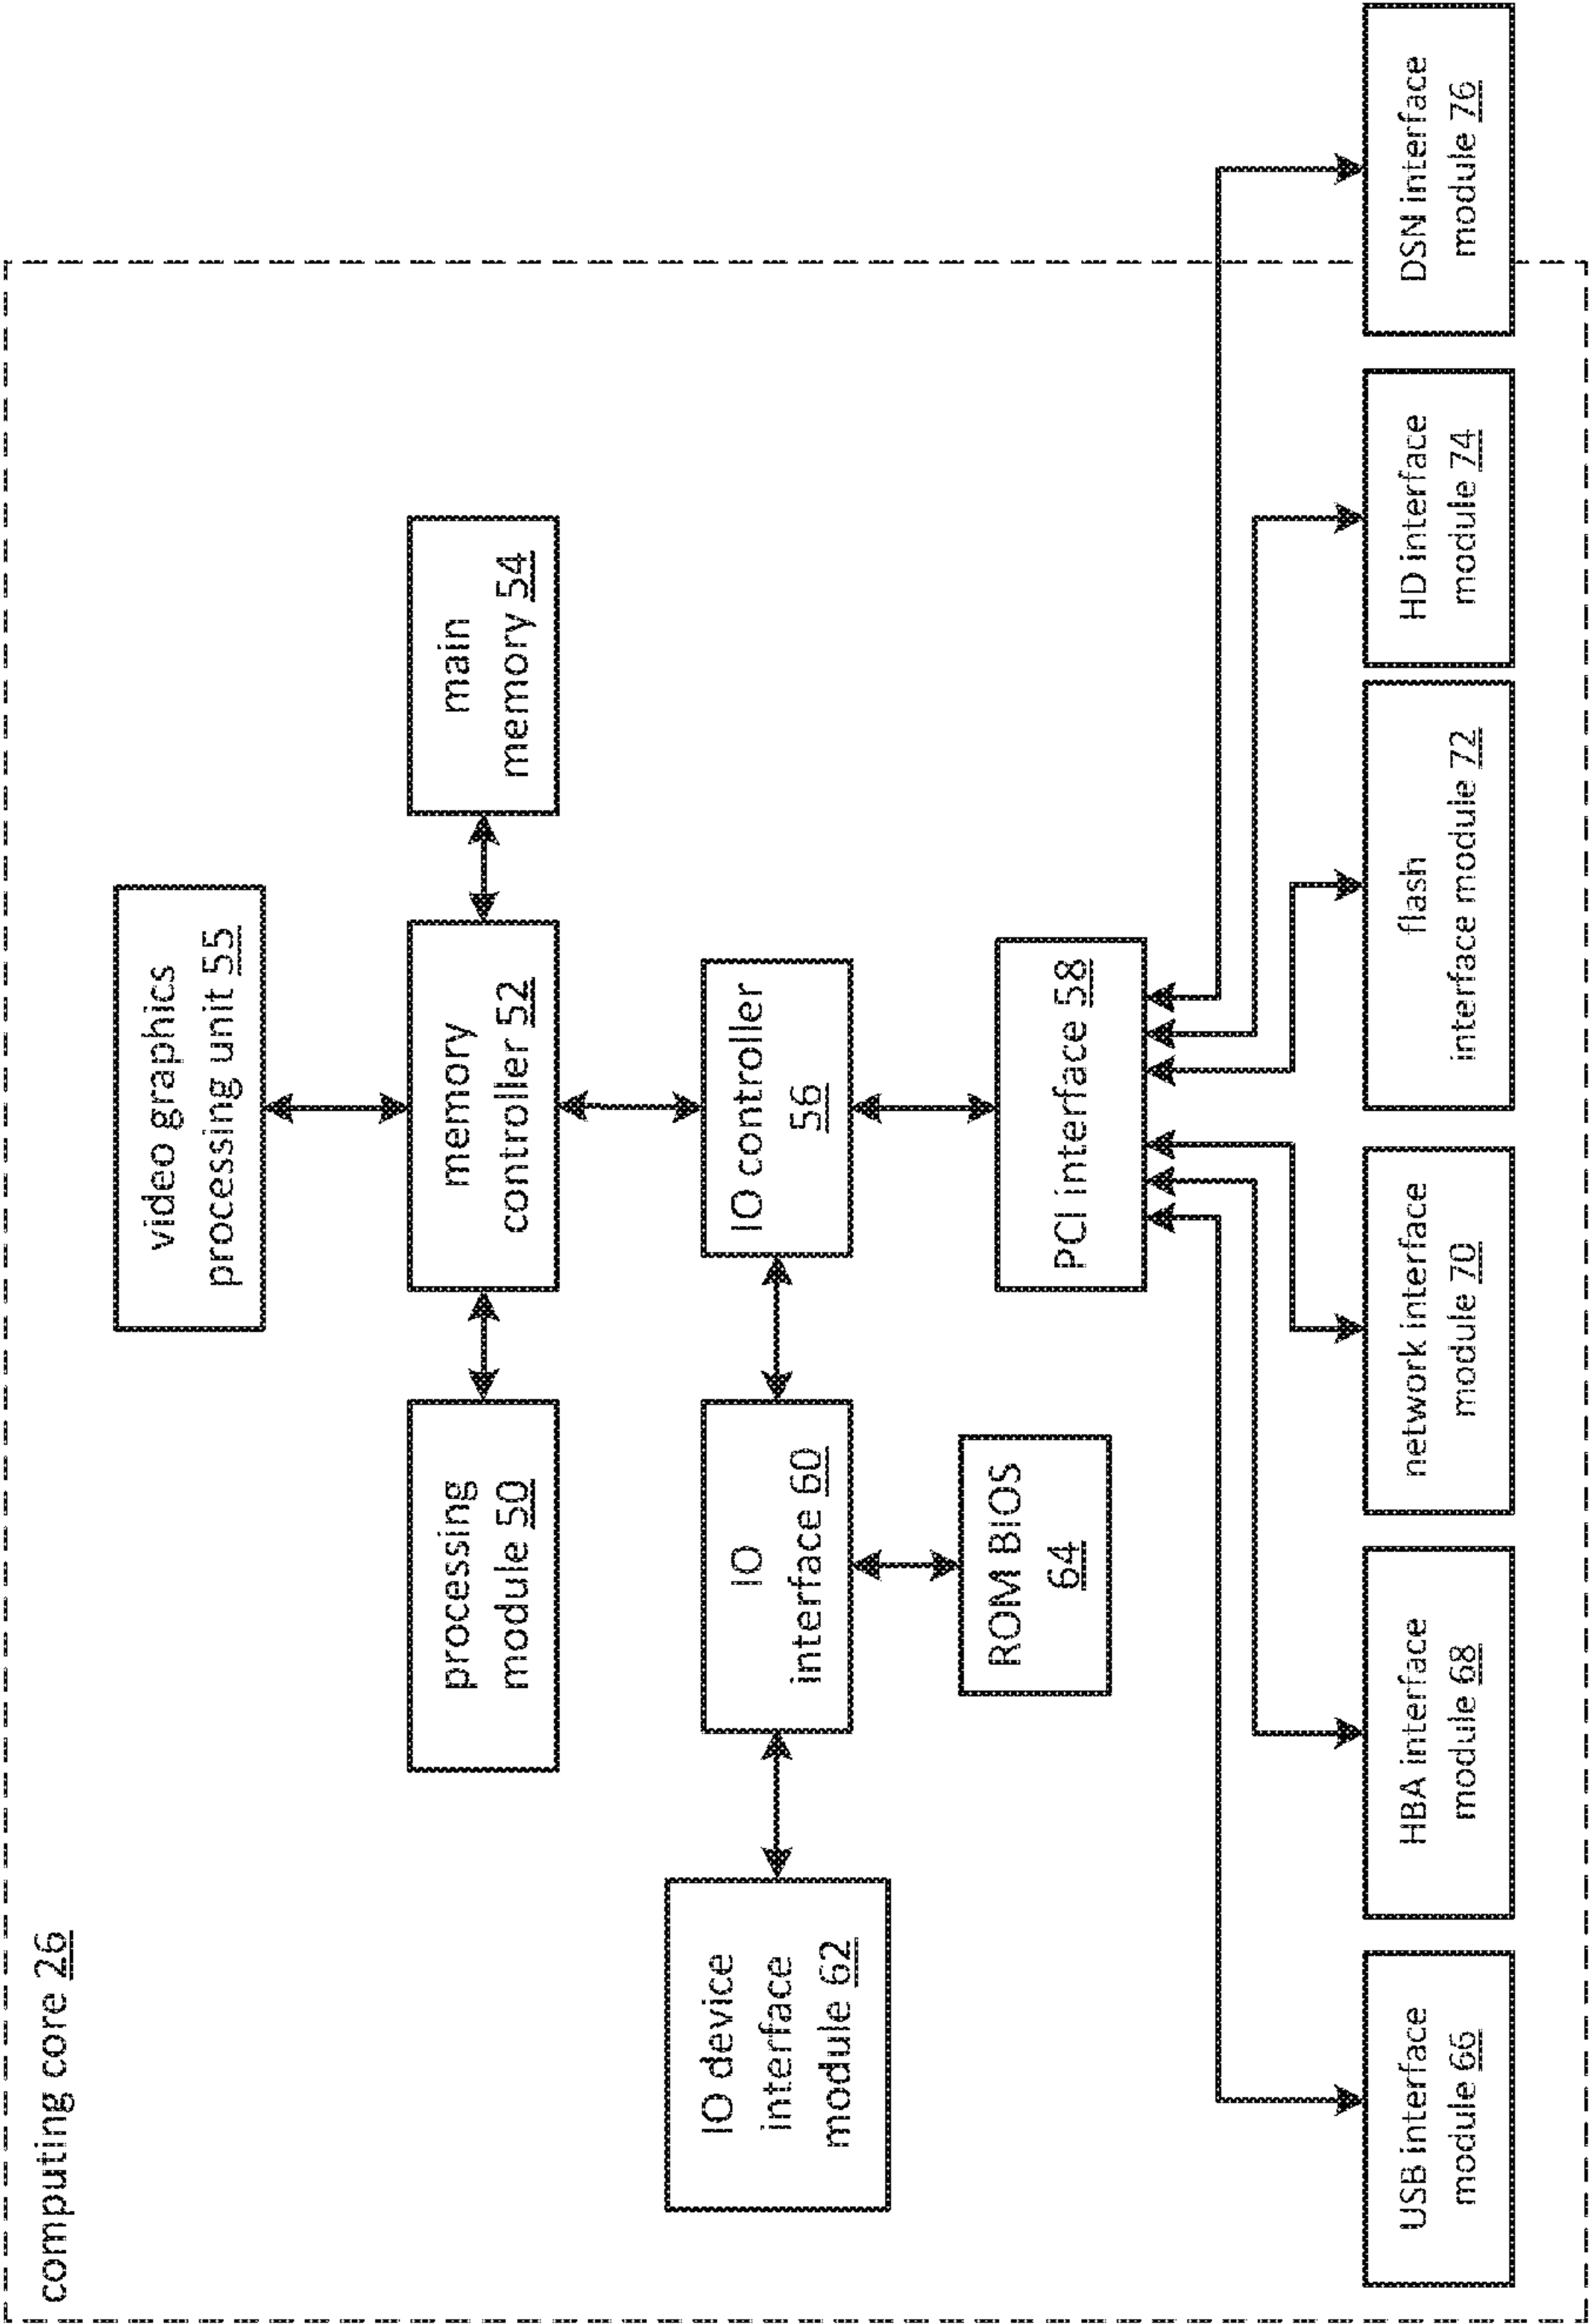 computing core 26
video graphics
processing unit 55
processing
module 50
memory
controller 52
main
memory 54
IO device
interface
module 62
IO
interface 60
IO controller
56
ROM BIOS
64
PCI interface 58
USB interface
module 66
HBA interface
module 68
network interface
module 70
flash
interface module 72
HD interface
module 74
DSN interface
module 76